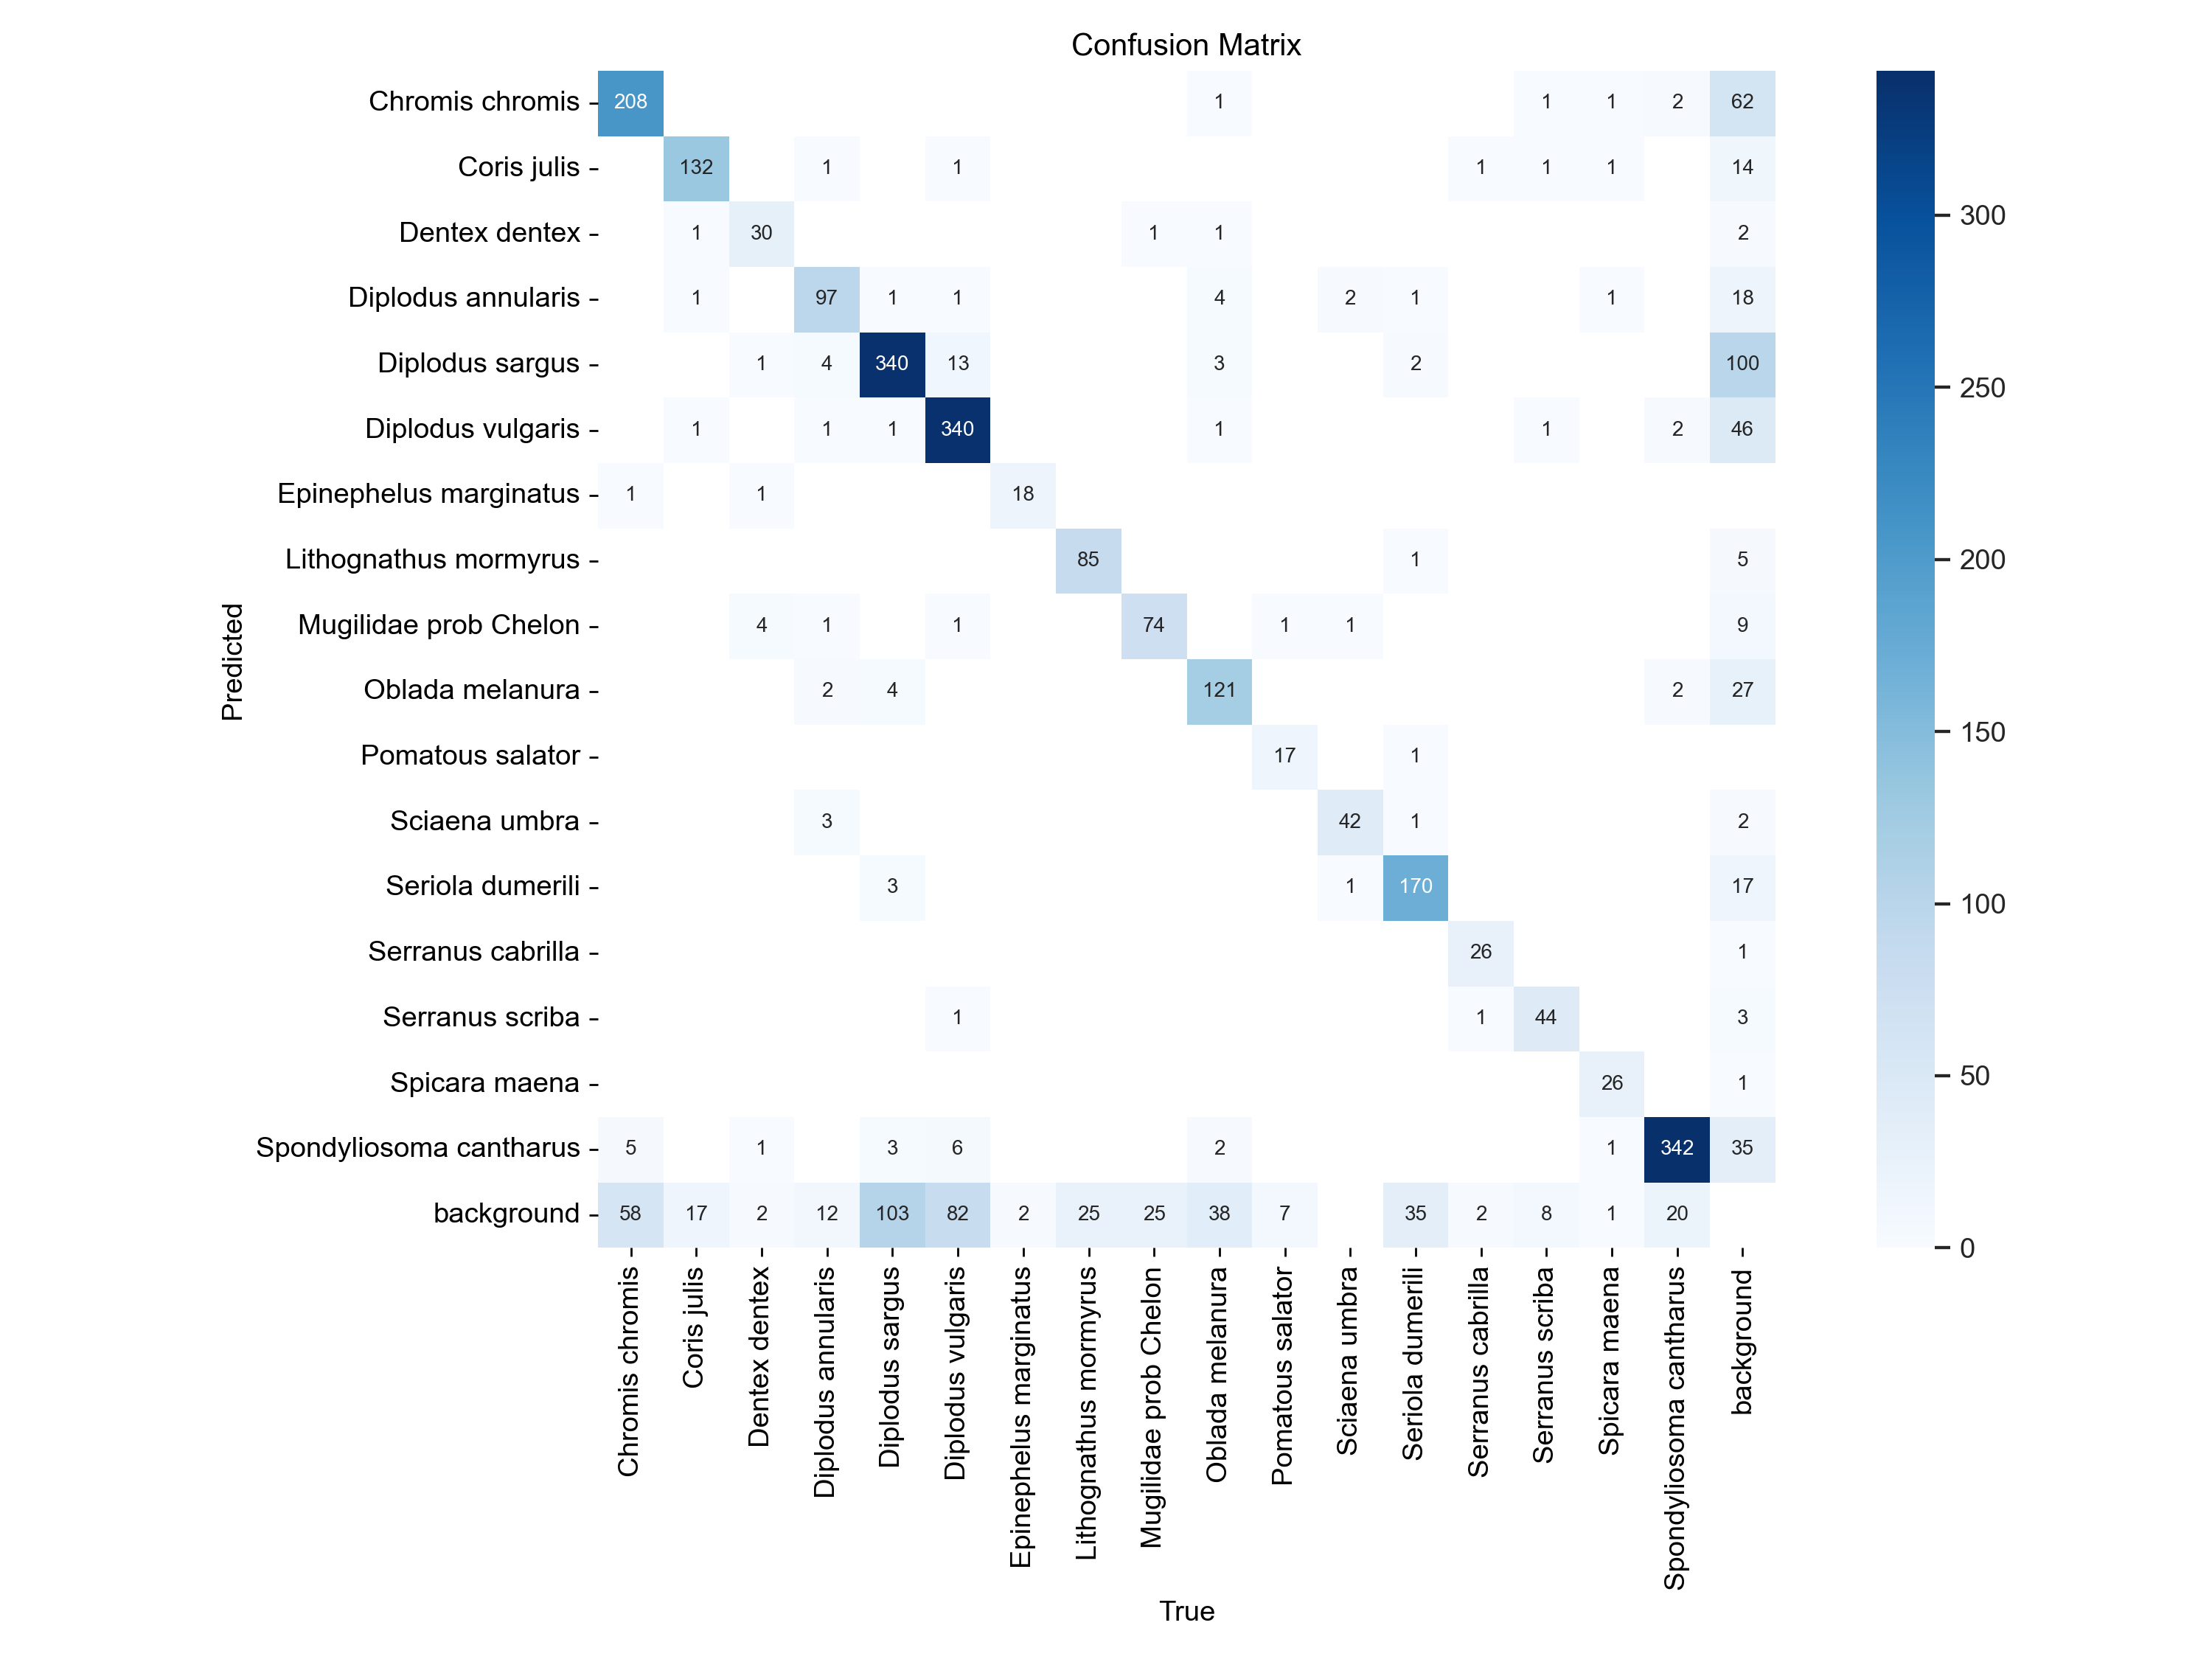 Confusion Matrix
Chromis chromis 208 1 1 1 2 62
Coris julis 132 1 1 1 1 1 14
Dentex dentex 1 30 1 1 2
Diplodus annularis 1 97 1 1 4 2 1 1 18
Diplodus sargus 1 4 340 13 3 2 100
Diplodus vulgaris 1 1 1 340 1 1 2 46
Epinephelus marginatus 1 1 18
Lithognathus mormyrus 85 1 5
Mugilidae prob Chelon 4 1 1 74 1 1 9
Oblada melanura 2 4 121 2 27
Pomatous salator 17 1
Sciaena umbra 3 42 1 2
Seriola dumerili 3 1 170 17
Serranus cabrilla 26 1
Serranus scriba 1 1 44 3
Spicara maena 26 1
Spondyliosoma cantharus 5 1 3 6 2 1 342 35
background 58 17 2 12 103 82 2 25 25 38 7 35 2 8 1 20
Predicted
Chromis chromis
Coris julis
Dentex dentex
Diplodus annularis
Diplodus sargus
Diplodus vulgaris
Epinephelus marginatus
Lithognathus mormyrus
Mugilidae prob Chelon
Oblada melanura
Pomatous salator
Sciaena umbra
Seriola dumerili
Serranus cabrilla
Serranus scriba
Spicara maena
Spondyliosoma cantharus
background
True
300
250
200
150
100
50
0